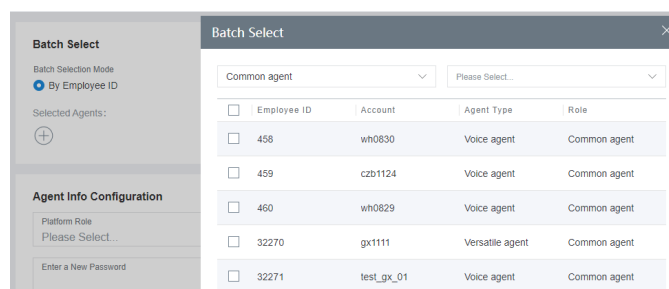 Batch Select
Batch Selection Mode
By Employee ID
Selected Agents:
Agent Info Configuration
Platform Role
Please Select...
Enter a New Password
Batch Select
Common agent Please Select...
Employee ID Account Agent Type Role
458 wh0830 Voice agent Common agent
459 czb1124 Voice agent Common agent
460 wh0829 Voice agent Common agent
32270 gx1111 Versatile agent Common agent
32271 test_gx_01 Voice agent Common agent